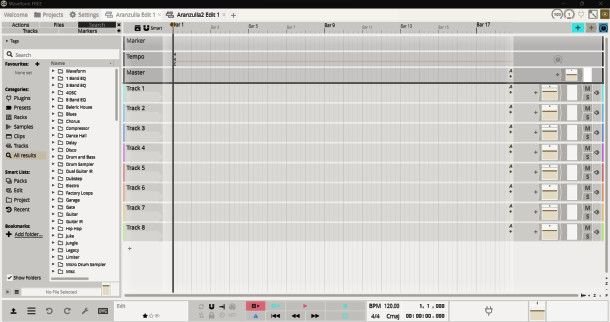 Waveform FREE
Welcome
Projects
Settings
Aranzulla Edit 1
Aranzulla2 Edit 1
Actions
Files
Search
Tracks
Markers
Tags
Search
Favourites:
None set
Categories:
Plugins
Presets
Racks
Samples
Clips
Tracks
All results
Smart Lists:
Packs
Edit
Project
Recent
Bookmarks:
Add folder...
Show Folders
Name
Waveform
1 Band EQ
3 Band EQ
4OSC
8 Band EQ
Baleric House
Blues
Chorus
Compressor
Dance Hall
Delay
Disco
Drum and Bass
Drum Sampler
Dual Guitar IR
Dubstep
Electro
Factory Loops
Garage
Gate
Guitar
Guitar IR
Hip Hop
Juke
Jungle
Legacy
Limiter
Micro Drum Sampler
Misc
No File Selected
Smart
Bar 1
Bar 5
Bar 9
Bar 13
Bar 17
Marker
Tempo
Master
Track 1
M
S
Track 2
M
S
Track 3
M
S
Track 4
M
S
Track 5
M
S
Track 6
M
S
Track 7
M
S
Track 8
M
S
Edit
BPM 120.00
1, 1, 000
4/4 Cmaj 00: 00: 00. 000